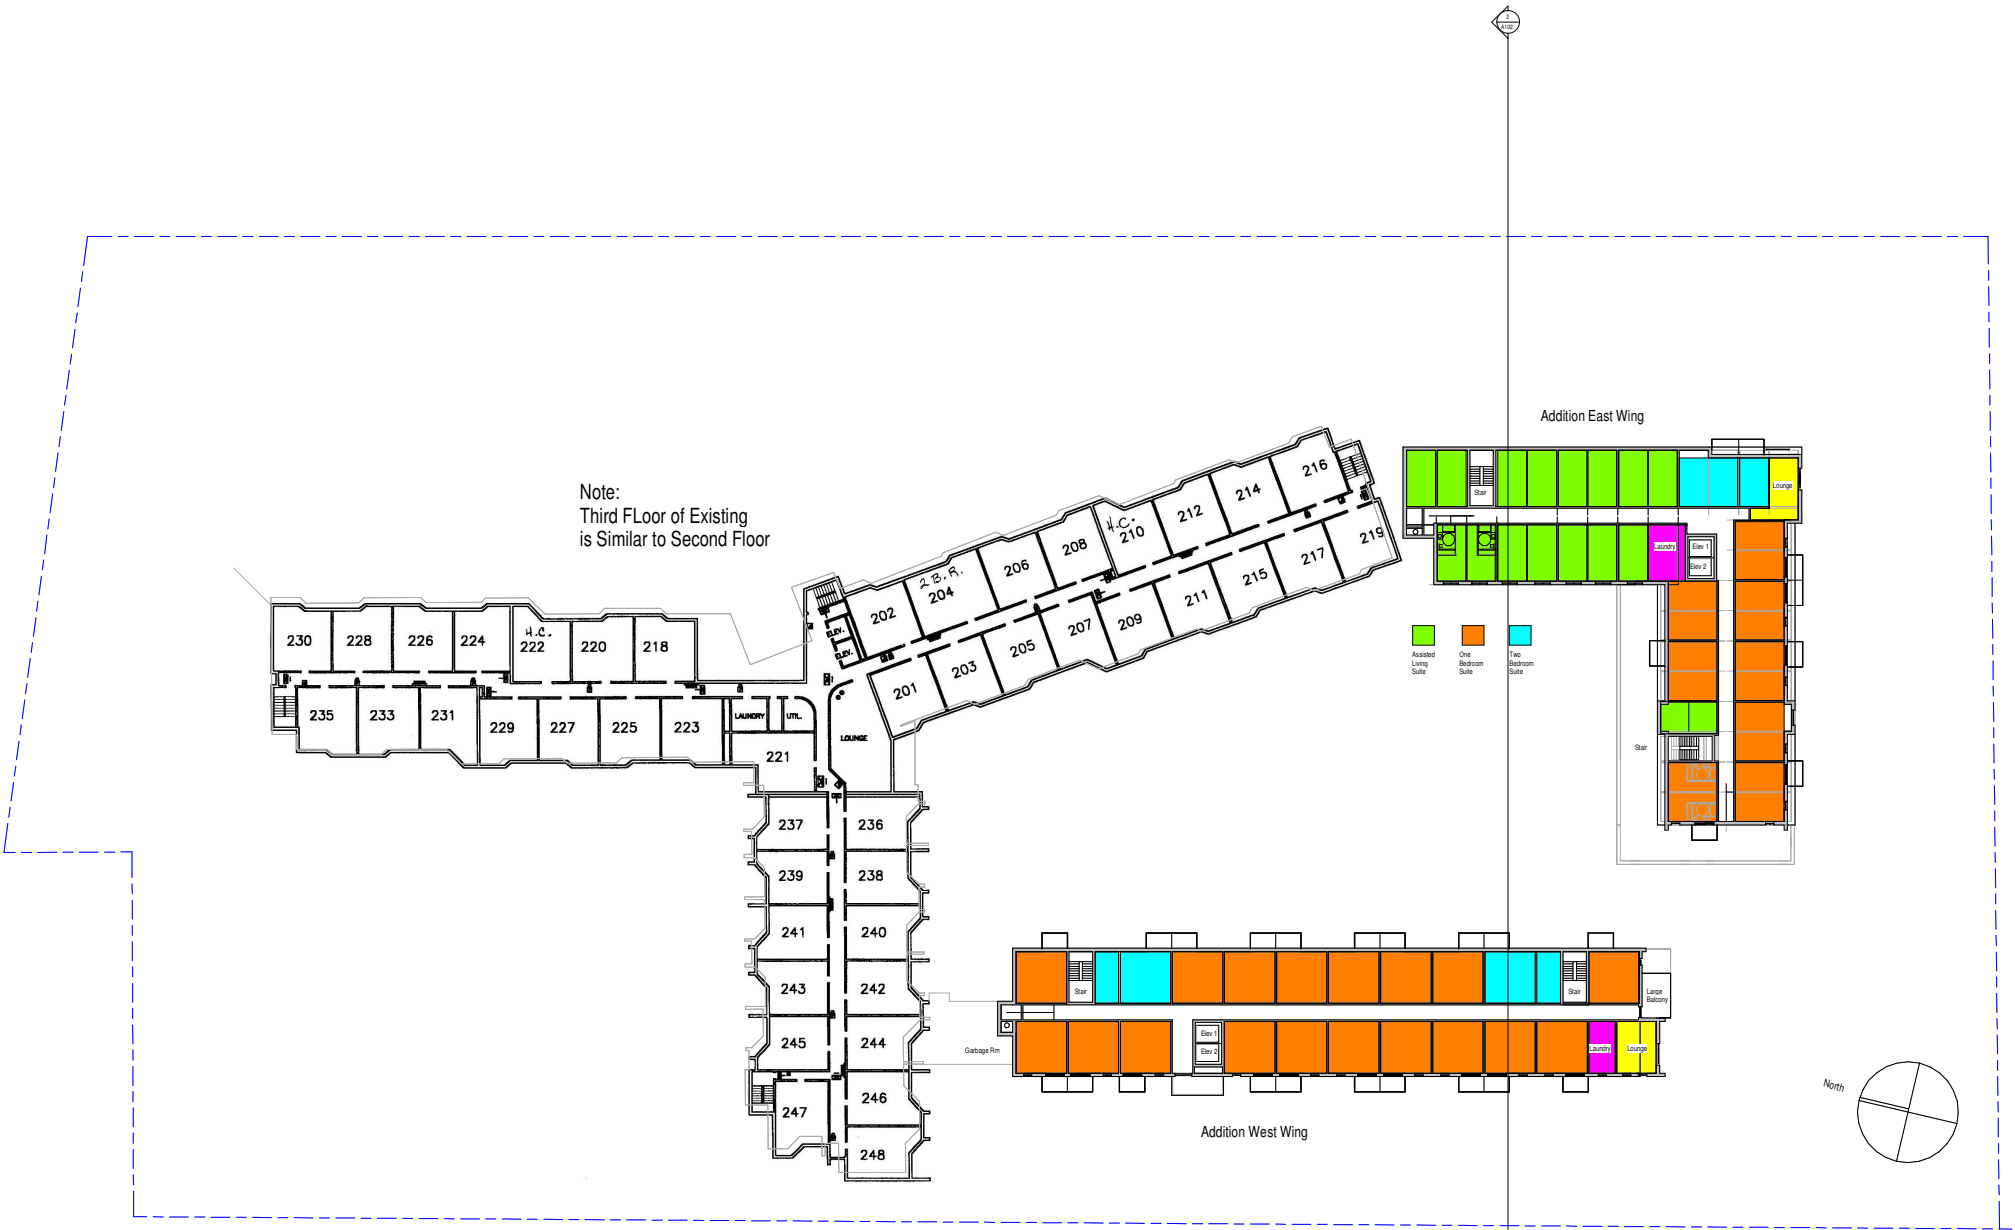 2
A102
Addition East Wing
Note:
Third FLoor of Existing
is Similar to Second Floor
216
214
212
H.C.
210
208
206
2 B.R.
204
202
219
217
215
211
209
207
205
203
201
ELEV.
ELEV.
230
228
226
224
H.C.
222
220
218
235
233
231
229
227
225
223
LAUNDRY
UTIL.
LOUNGE
221
237
236
239
238
241
240
243
242
245
244
247
246
248
Stair
Lounge
Laundry
Elev 1
Elev 2
Stair
Assisted
Living
Suite
One
Bedroom
Suite
Two
Bedroom
Suite
Stair
Stair
Large
Balcony
Garbage Rm
Elev 1
Elev 2
Laundry
Lounge
Addition West Wing
North